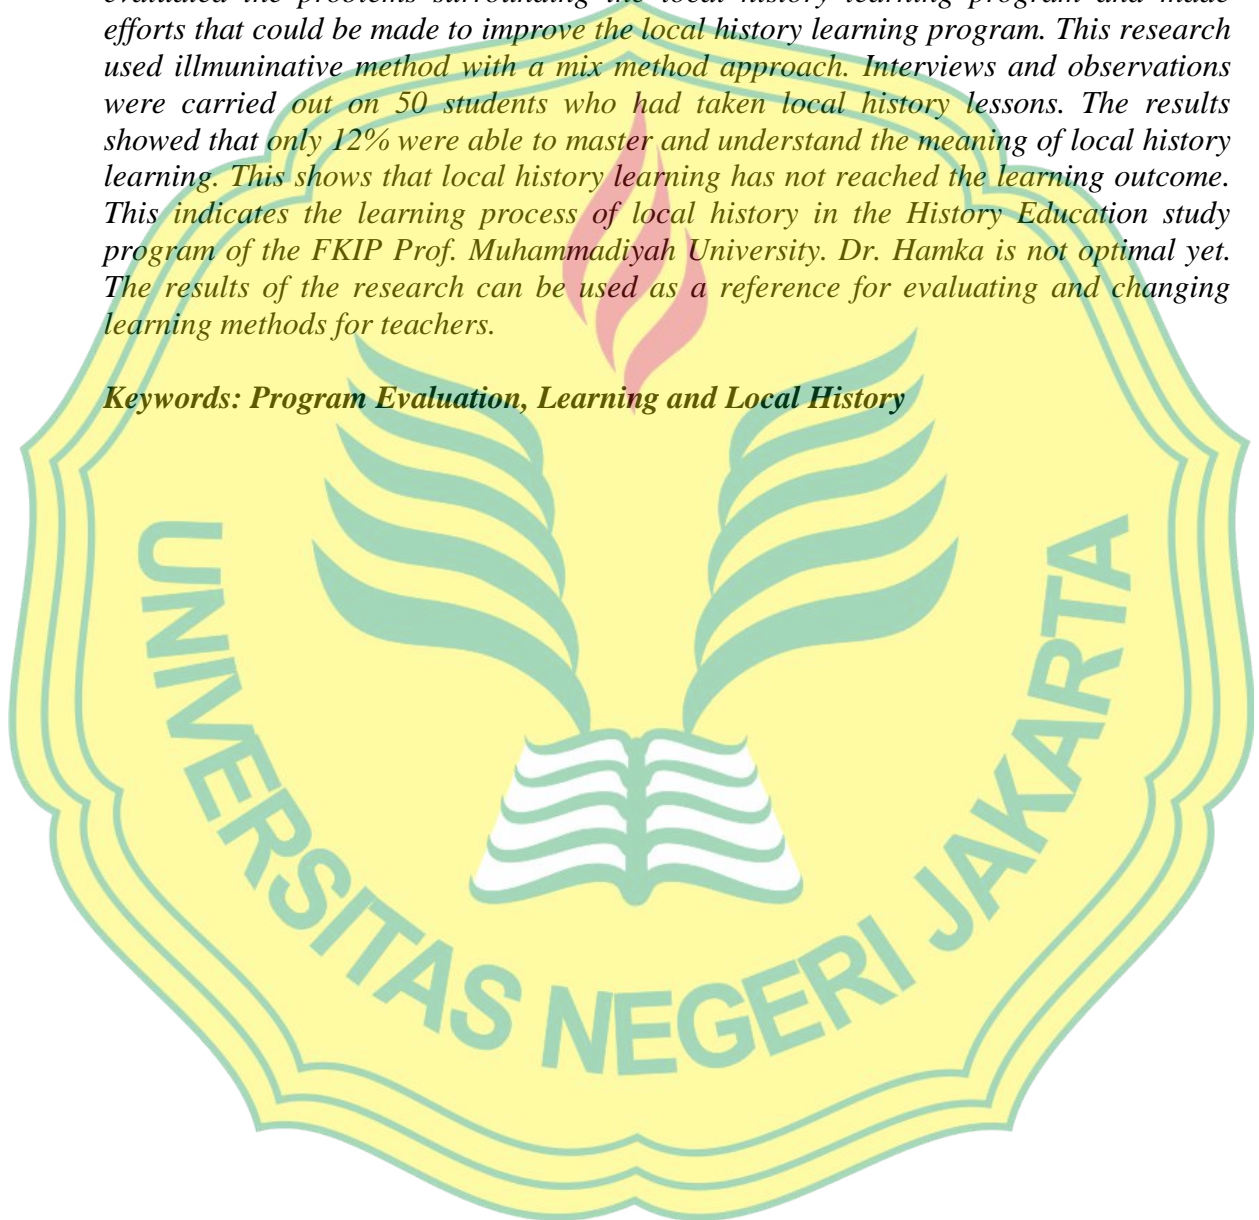 evaluated the problems surrounding the local history learning program and made
efforts that could be made to improve the local history learning program. This research
used illmuninative method with a mix method approach. Interviews and observations
were carried out on 50 students who had taken local history lessons. The results
showed that only 12% were able to master and understand the meaning of local history
learning. This shows that local history learning has not reached the learning outcome.
This indicates the learning process of local history in the History Education study
program of the FKIP Prof. Muhammadiyah University. Dr. Hamka is not optimal yet.
The results of the research can be used as a reference for evaluating and changing
learning methods for teachers.
Keywords: Program Evaluation, Learning and Local History
UNIVERSITAS NEGERI JAKARTA